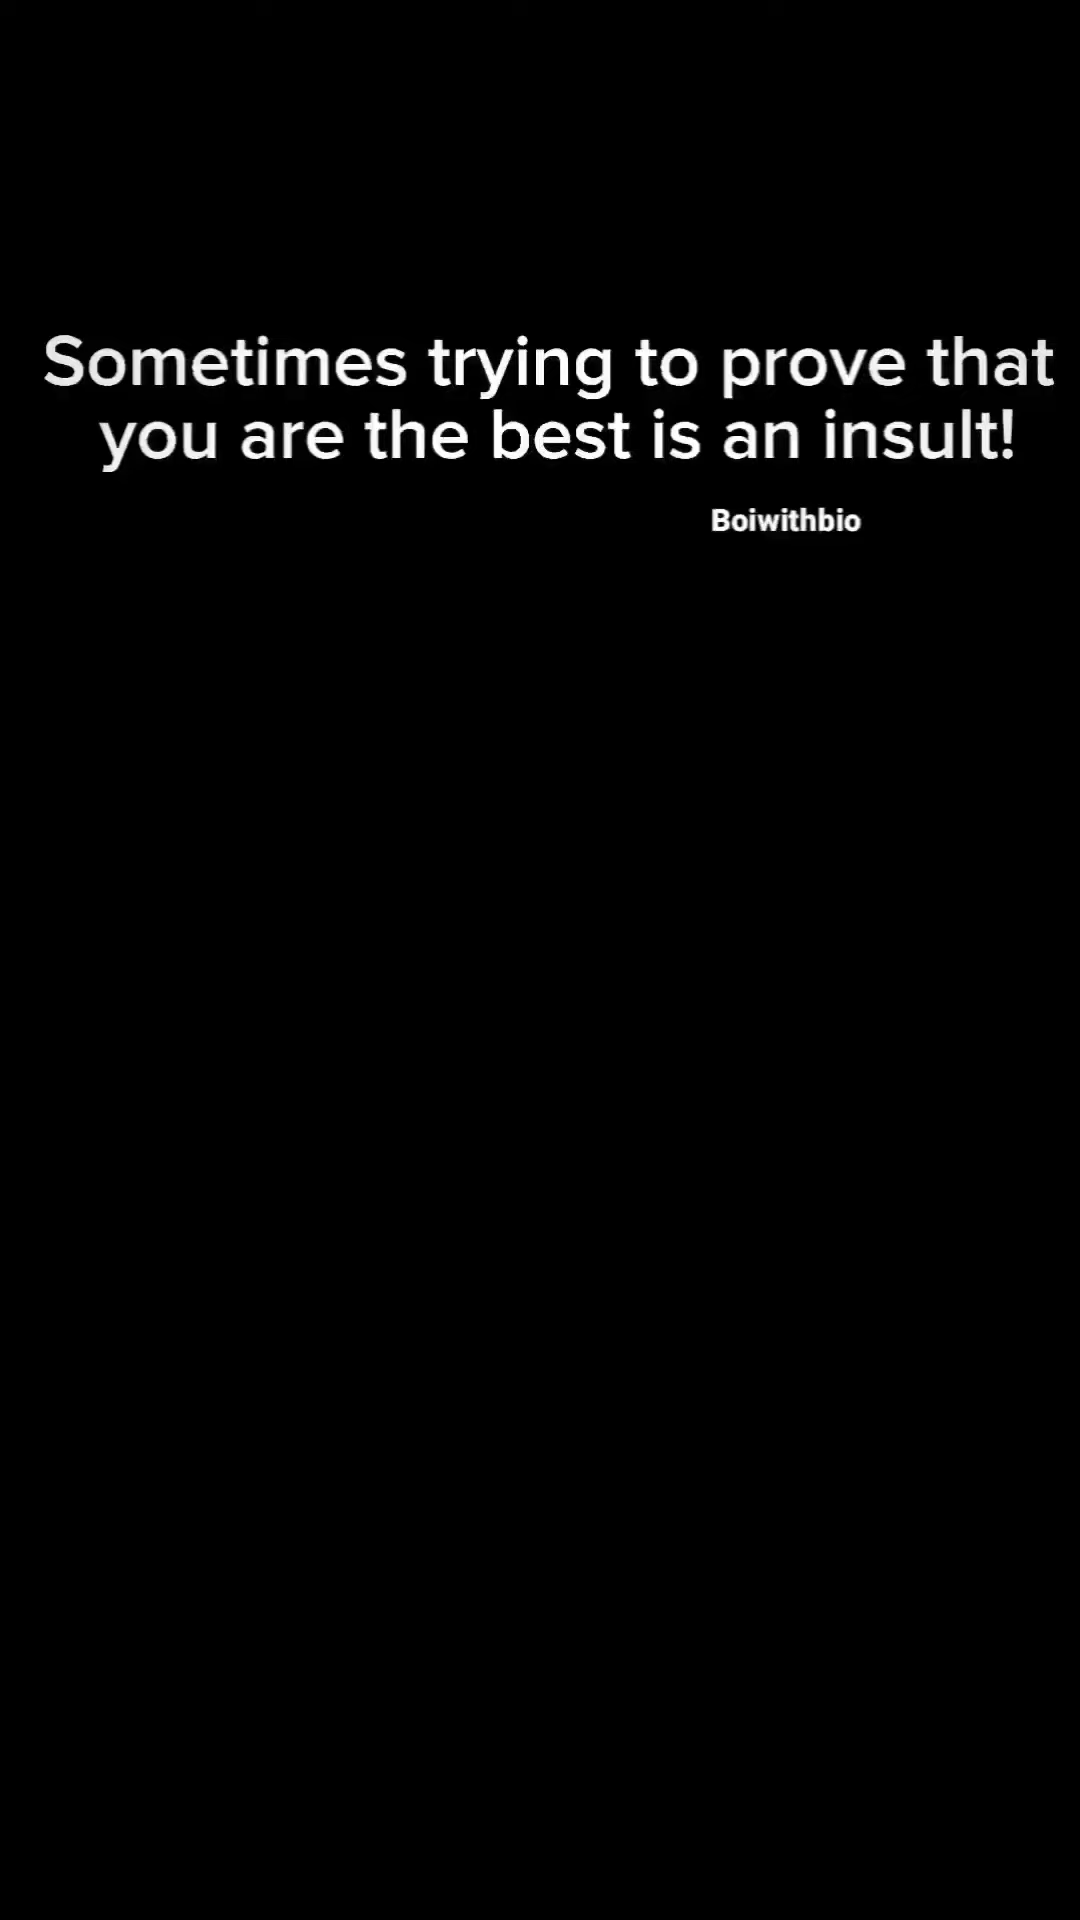 Sometimes trying to prove that
you are the best is an insult!
Boiwithbio